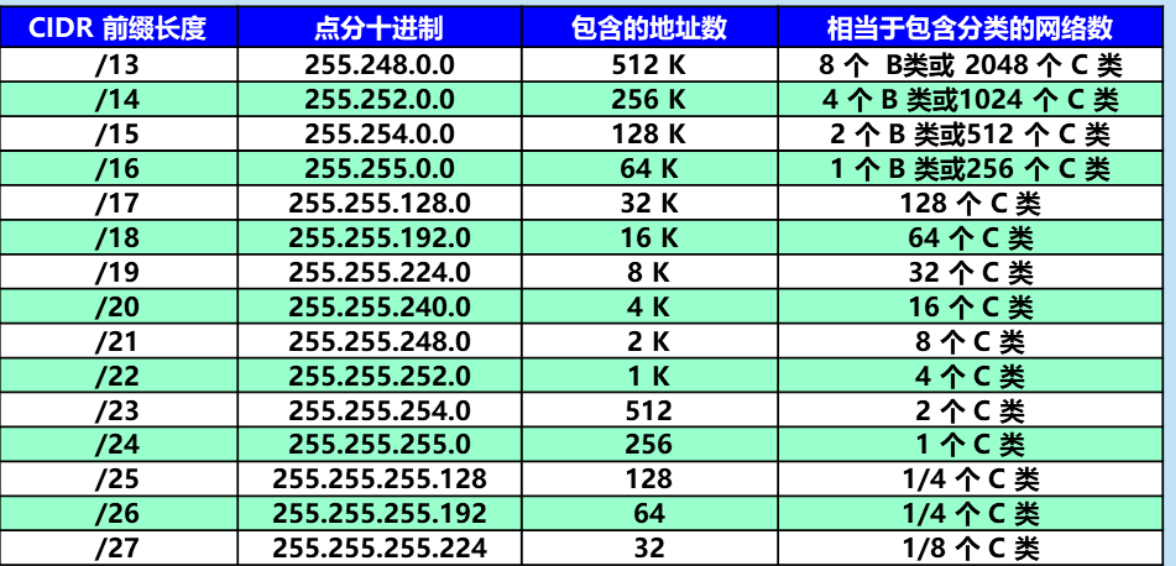 CIDR 前缀长度 点分十进制 包含的地址数 相当于包含分类的网络数
/13 255.248.0.0 512 K 8 个 B类或 2048 个 C 类
/14 255.252.0.0 256 K 4 个 B 类或1024 个 C 类
/15 255.254.0.0 128 K 2 个 B 类或512 个 C 类
/16 255.255.0.0 64 K 1 个 B 类或256 个 C 类
/17 255.255.128.0 32 K 128 个 C 类
/18 255.255.192.0 16 K 64 个 C 类
/19 255.255.224.0 8 K 32 个 C 类
/20 255.255.240.0 4 K 16 个 C 类
/21 255.255.248.0 2 K 8 个 C 类
/22 255.255.252.0 1 K 4 个 C 类
/23 255.255.254.0 512 2 个 C 类
/24 255.255.255.0 256 1 个 C 类
/25 255.255.255.128 128 1/4 个 C 类
/26 255.255.255.192 64 1/4 个 C 类
/27 255.255.255.224 32 1/8 个 C 类